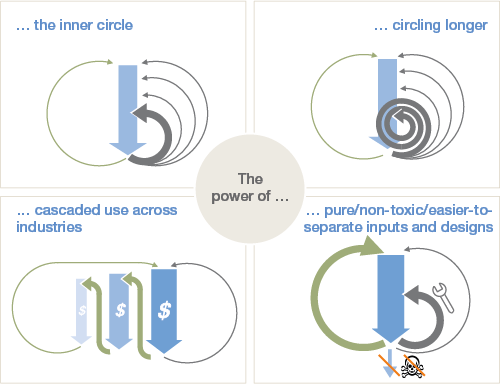 ... the inner circle
... circling longer
The
power of ...
... cascaded use across
industries
... pure/non-toxic/easier-to-
separate inputs and designs
$
$
$